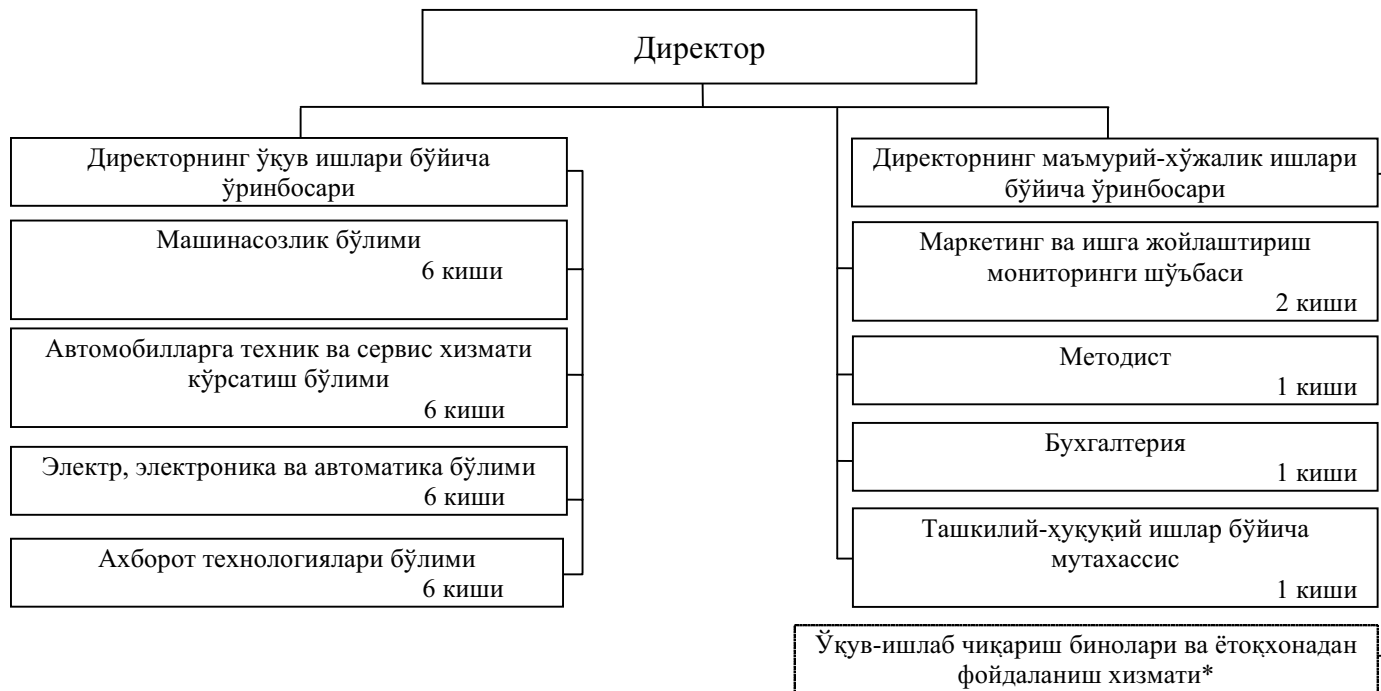 Директор
Директорнинг ўқув ишлари бўйича
ўринбосари
Машинасозлик бўлими
6 киши
Автомобилларга техник ва сервис хизмати
кўрсатиш бўлими
6 киши
Электр, электроника ва автоматика бўлими
6 киши
Ахборот технологиялари бўлими
6 киши
Директорнинг маъмурий-хўжалик ишлари
бўйича ўринбосари
Маркетинг ва ишга жойлаштириш
мониторинги шўъбаси
2 киши
Методист
1 киши
Бухгалтерия
1 киши
Ташкилий-ҳуқуқий ишлар бўйича
мутахассис
1 киши
Ўқув-ишлаб чиқариш бинолари ва ётоқхонадан
фойдаланиш хизмати*